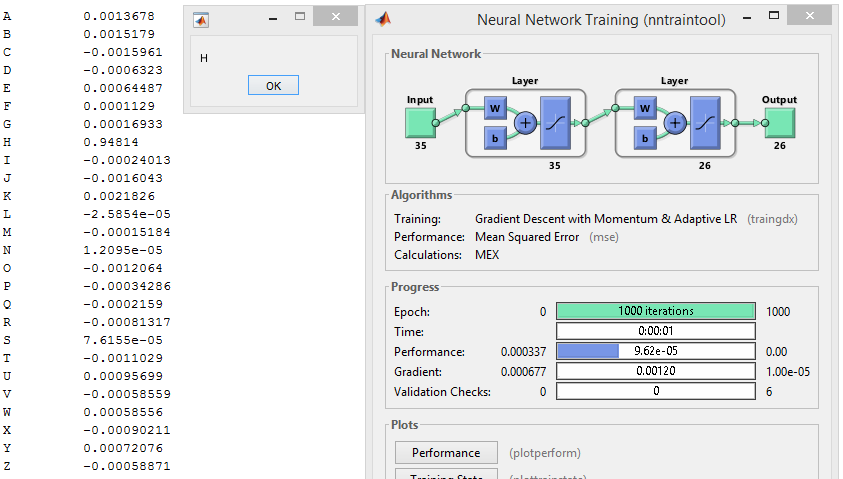 A 0.0013678
B 0.0015179
C -0.0015961
D -0.0006323
E 0.00064487
F 0.0001129
G 0.00016933
H 0.94814
I -0.00024013
J -0.0016043
K 0.0021826
L -2.5854e-05
M -0.00015184
N 1.2095e-05
O -0.0012064
P -0.00034286
Q -0.0002159
R -0.00081317
S 7.6155e-05
T -0.0011029
U 0.00095699
V -0.00058559
W 0.00058556
X -0.00090211
Y 0.00072076
Z -0.00058871
H
OK
Neural Network Training (nntraintool)
Neural Network
Layer Layer
Input W b W b Output
35 35 26 26
Algorithms
Training: Gradient Descent with Momentum & Adaptive LR (traingdx)
Performance: Mean Squared Error (mse)
Calculations: MEX
Progress
Epoch: 0 1000 iterations 1000
Time: 0:00:01
Performance: 0.000337 9.62e-05 0.00
Gradient: 0.000677 0.00120 1.00e-05
Validation Checks: 0 0 6
Plots
Performance (plotperform)